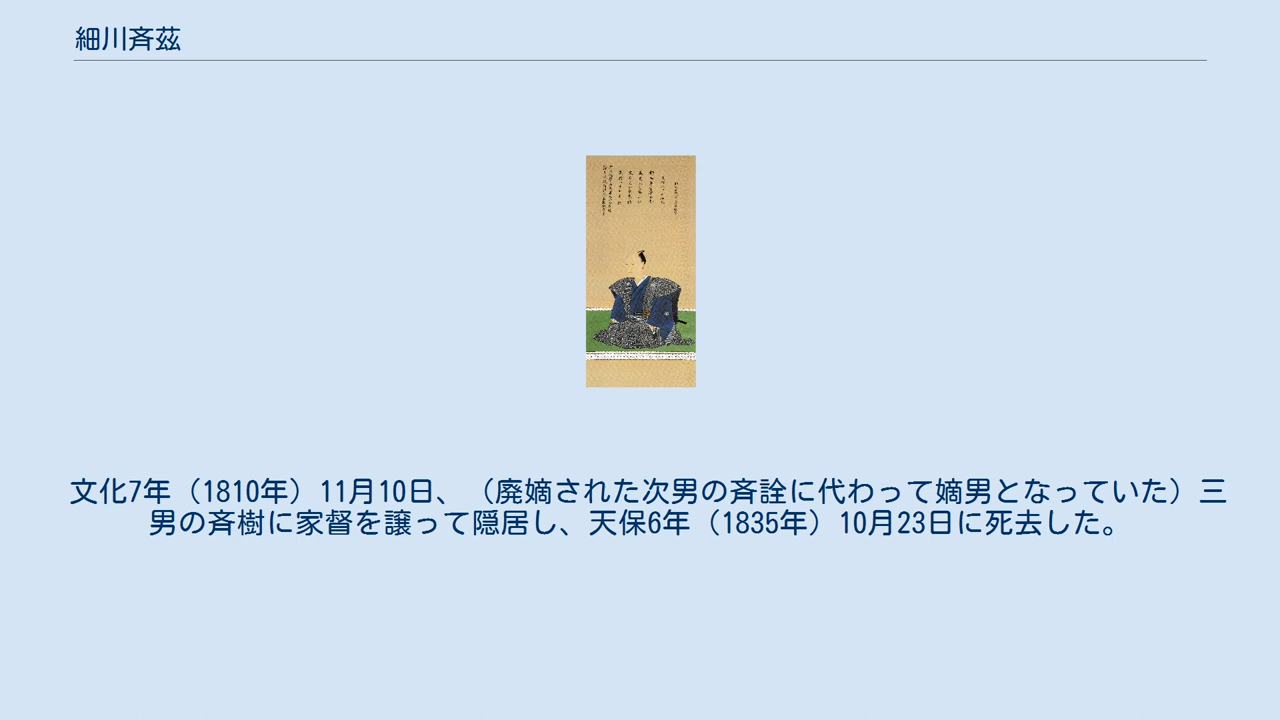 細川斉茲
文化7年（1810年）11月10日、（廃嫡された次男の斉詮に代わって嫡男となっていた）三
男の斉樹に家督を譲って隠居し、天保6年（1835年）10月23日に死去した。